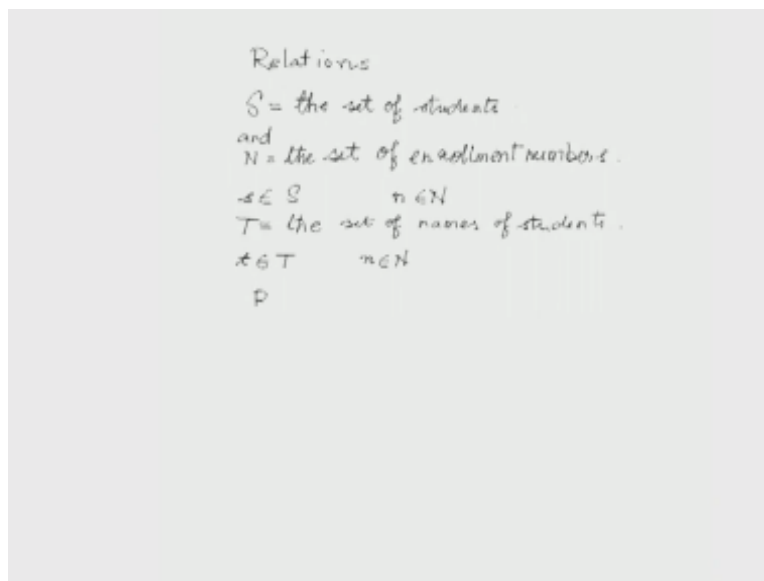 Relations
S = the set of students
and
N = the set of enrollment numbers.
s ∈ S n ∈ N
T = the set of names of students.
t ∈ T n ∈ N
P